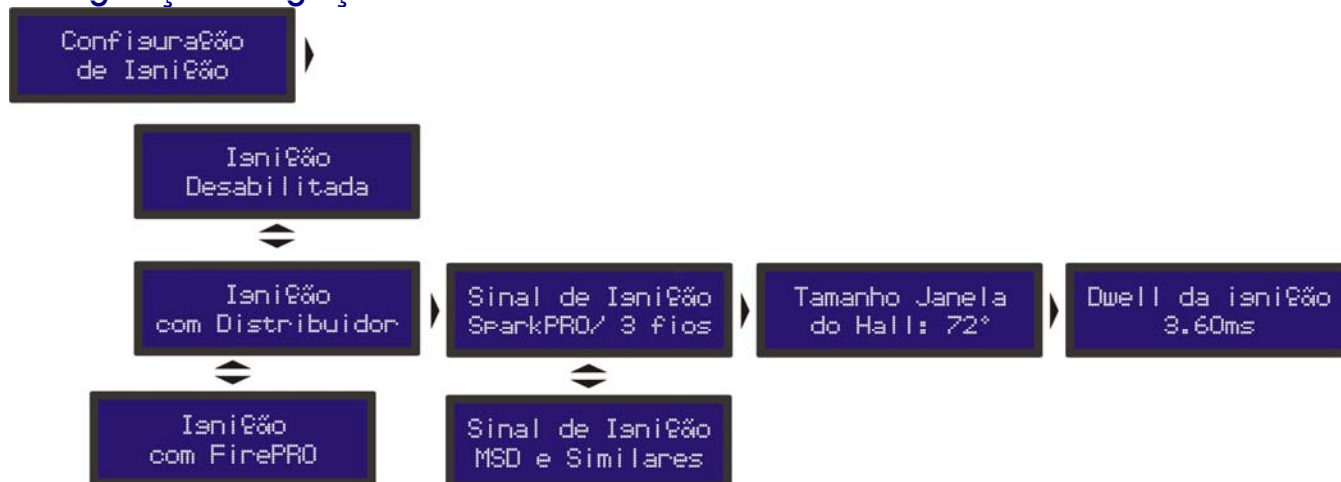 Configuração
de Ignição
Ignição
Desabilitada
Ignição
com Distribuidor
Sinal de Ignição
SparkPRO/ 3 fios
Tamanho Janela
do Hall: 72°
Dwell da ignição
3.60ms
Ignição
com FirePRO
Sinal de Ignição
MSD e Similares